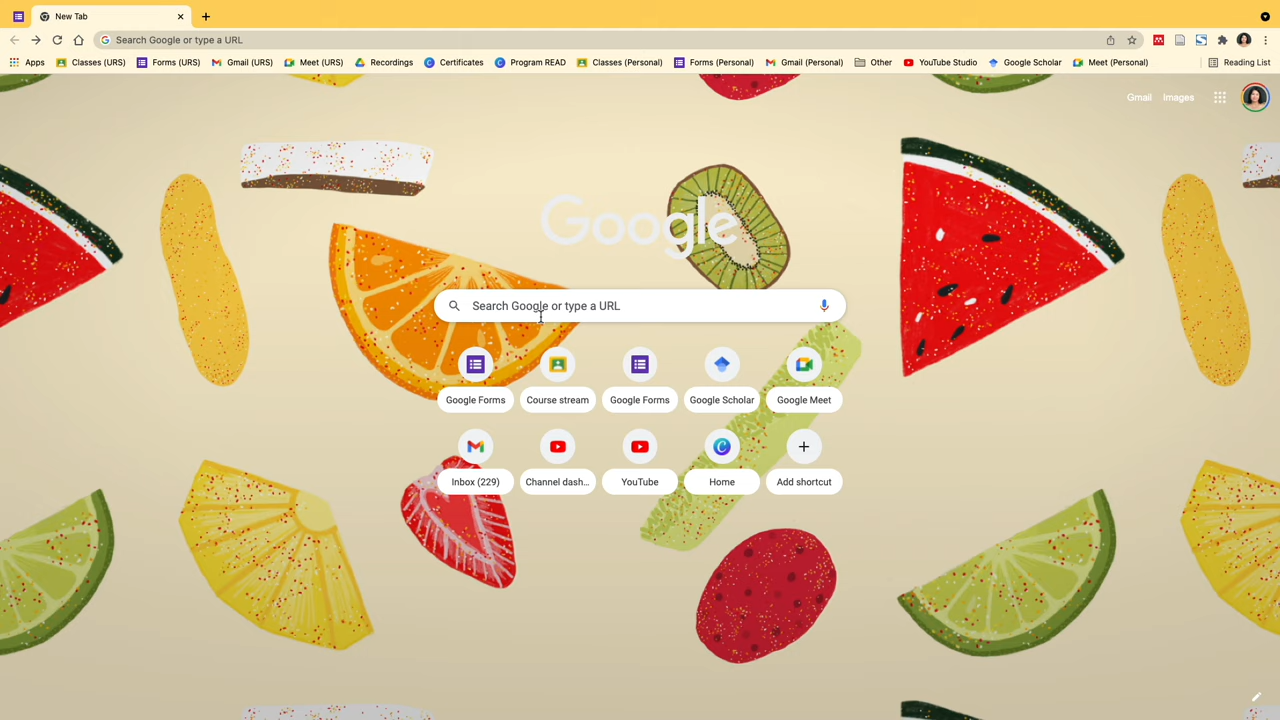 New Tab
Search Google or type a URL
Apps Classes (URS) Forms (URS) Gmail (URS) Meet (URS) Recordings Certificates Program READ Classes (Personal) Forms (Personal) Gmail (Personal) Other YouTube Studio Google Scholar Meet (Personal) Reading List
Gmail Images
Google
Search Google or type a URL
Google Forms Course stream Google Forms Google Scholar Google Meet
Inbox (229) Channel dash... YouTube Home Add shortcut